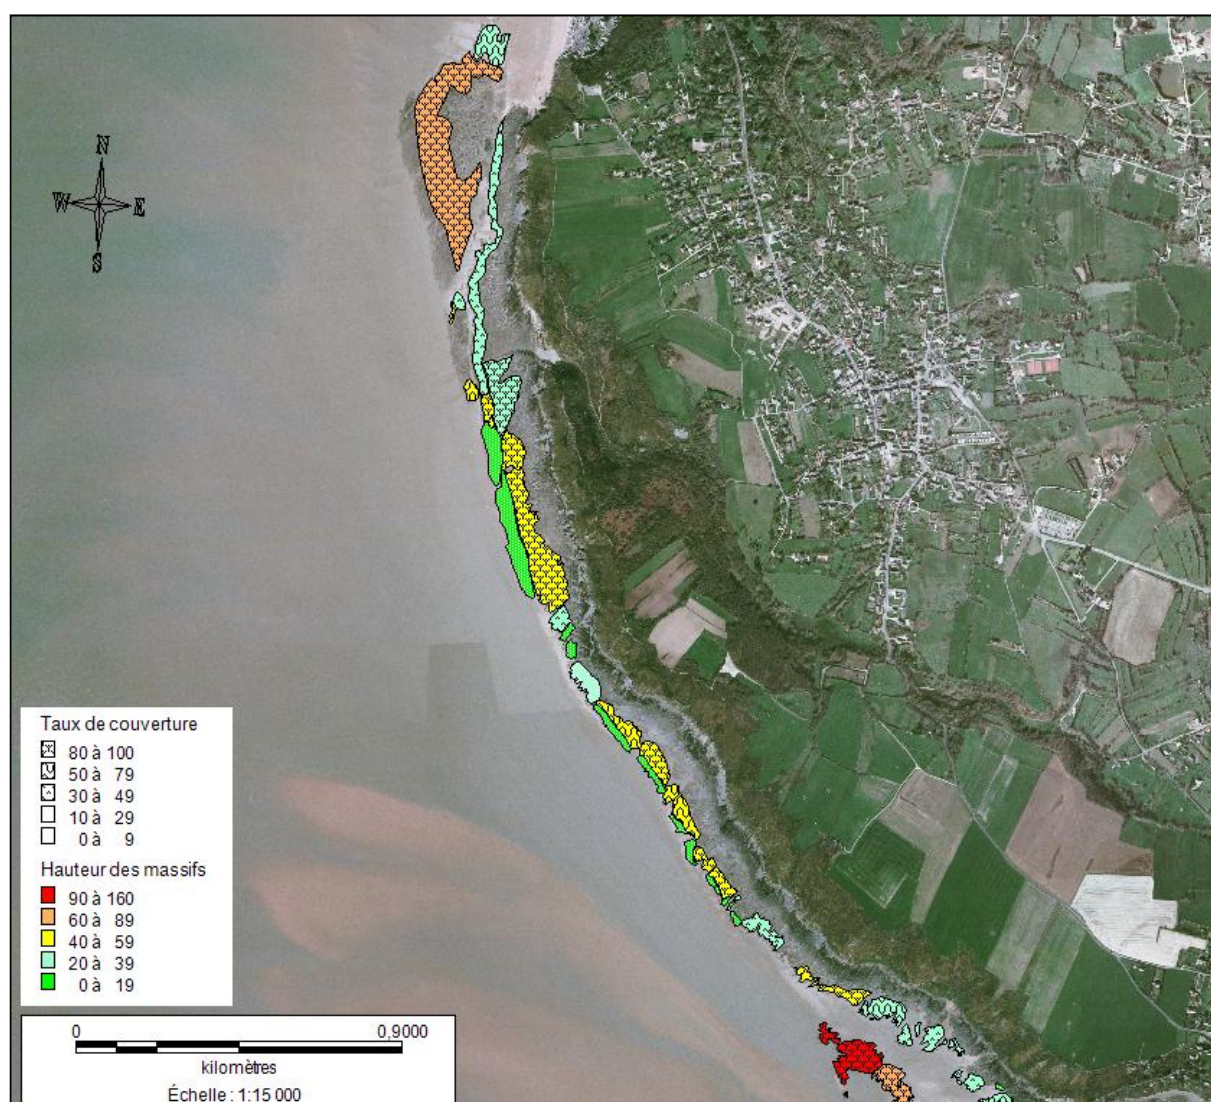 N
W E
S
Taux de couverture
80 à 100
50 à 79
30 à 49
10 à 29
0 à 9
Hauteur des massifs
90 à 160
60 à 89
40 à 59
20 à 39
0 à 19
0 0,9000
kilomètres
Échelle : 1:15 000